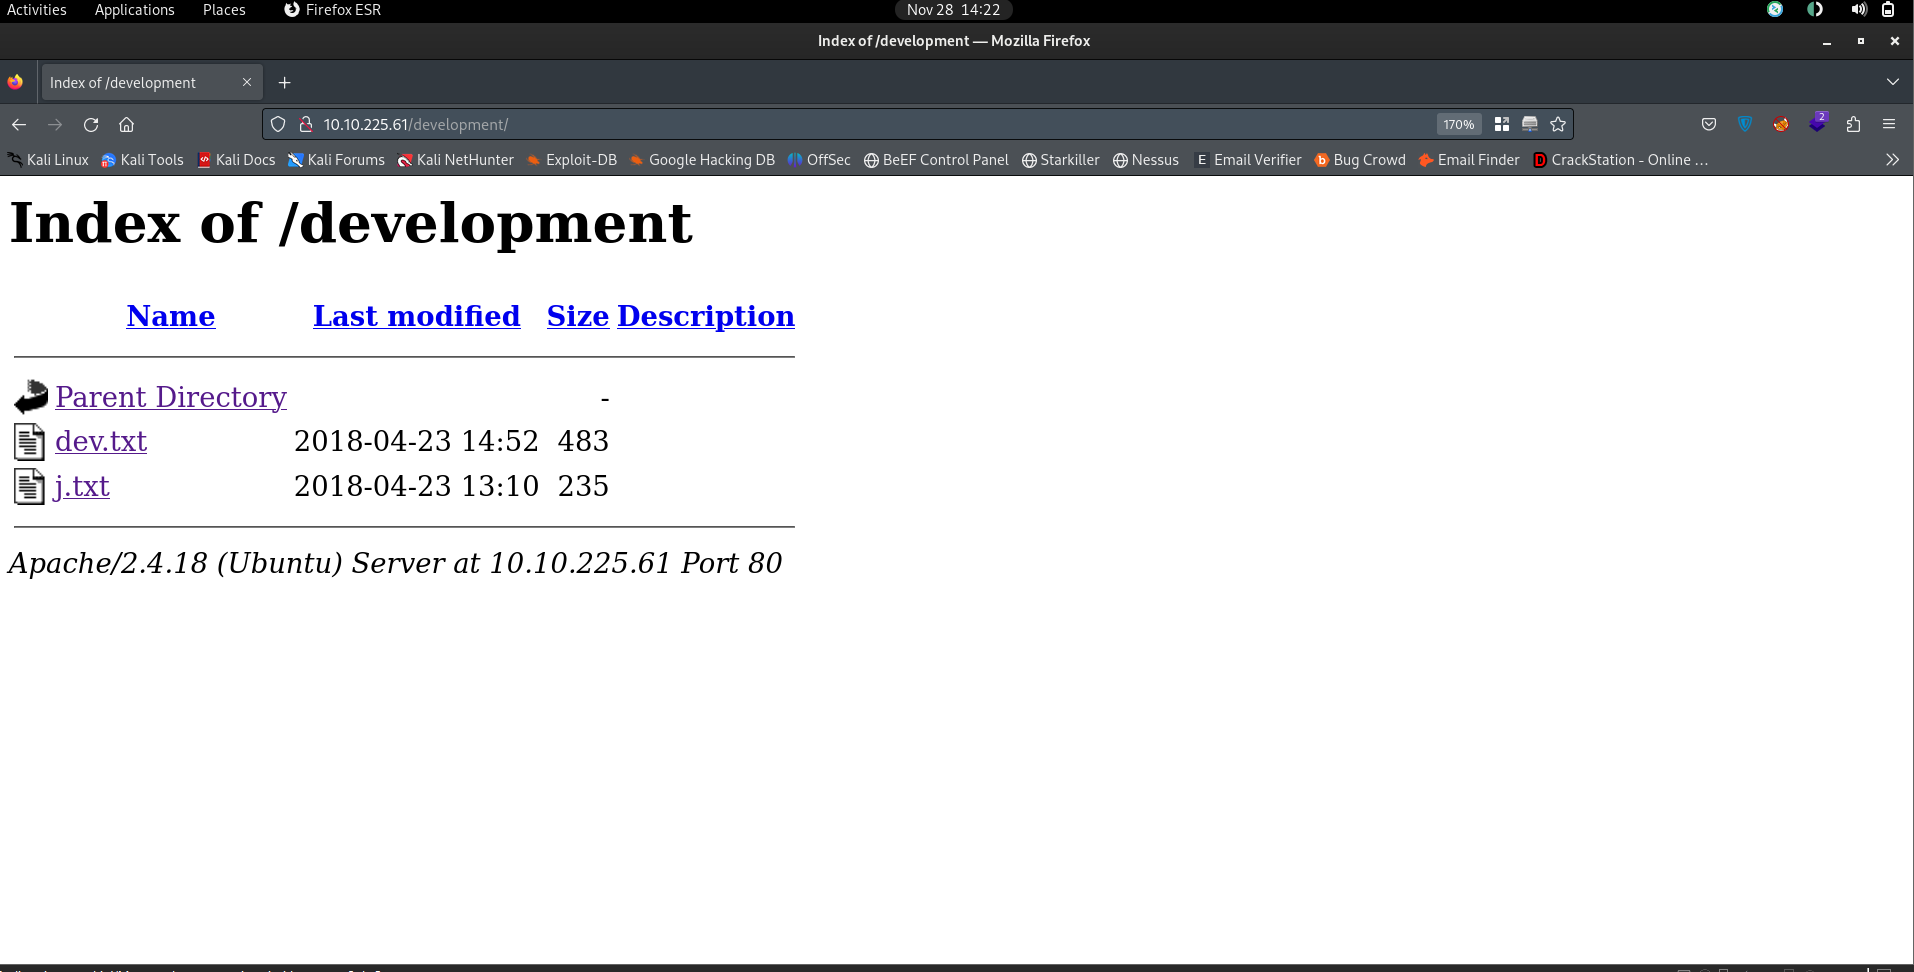 Activities Applications Places Firefox ESR Nov 28 14:22
Index of /development — Mozilla Firefox
Index of /development
10.10.225.61/development/ 170% 2
Kali Linux Kali Tools Kali Docs Kali Forums Kali NetHunter Exploit-DB Google Hacking DB OffSec BeEF Control Panel Starkiller Nessus E Email Verifier b Bug Crowd Email Finder D CrackStation - Online …
Index of /development
Name Last modified Size Description
Parent Directory -
dev.txt 2018-04-23 14:52 483
j.txt 2018-04-23 13:10 235
Apache/2.4.18 (Ubuntu) Server at 10.10.225.61 Port 80